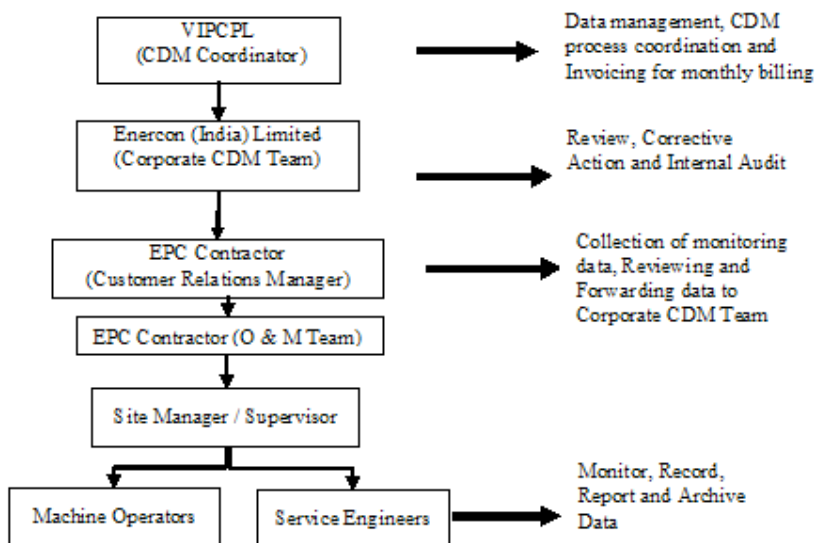 VIPCPL
(CDM Coordinator)
Data management, CDM
process coordination and
Invoicing for monthly billing
Enercon (India) Limited
(Corporate CDM Team)
Review, Corrective
Action and Internal Audit
EPC Contractor
(Customer Relations Manager)
Collection of monitoring
data, Reviewing and
Forwarding data to
Corporate CDM Team
EPC Contractor (O & M Team)
Site Manager / Supervisor
Machine Operators
Service Engineers
Monitor, Record,
Report and Archive
Data